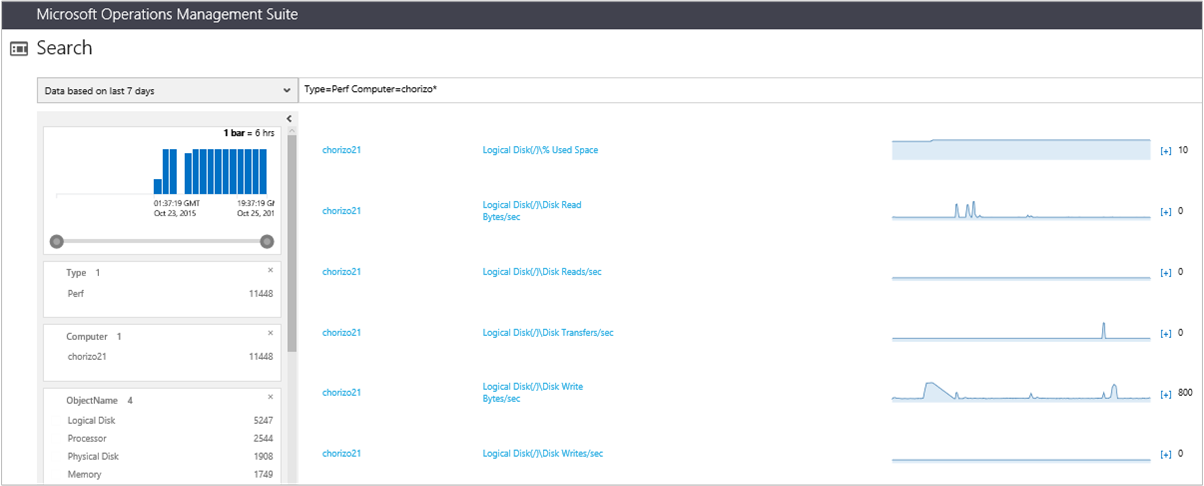 Microsoft Operations Management Suite
Search
Data based on last 7 days
Type=Perf Computer=chorizo*
1 bar = 6 hrs
01:37:19 GMT
Oct 23, 2015
19:37:19
Oct 25,
Type 1
Perf 11448
Computer 1
chorizo21 11448
ObjectName 4
Logical Disk 5247
Processor 2544
Physical Disk 1908
Memory 1749
chorizo21 Logical Disk(/)\% Used Space [+] 10
chorizo21 Logical Disk(/)\Disk Read
Bytes/sec [+] 0
chorizo21 Logical Disk(/)\Disk Reads/sec [+] 0
chorizo21 Logical Disk(/)\Disk Transfers/sec [+] 0
chorizo21 Logical Disk(/)\Disk Write
Bytes/sec [+] 800
chorizo21 Logical Disk(/)\Disk Writes/sec [+] 0